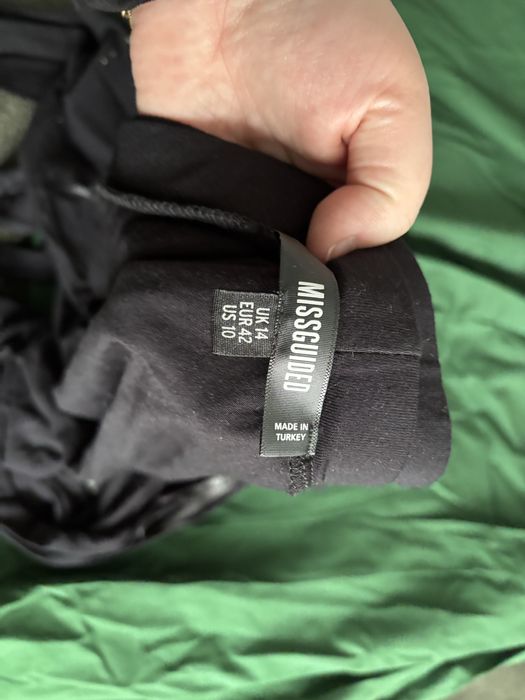 MISSGUIDED
MADE IN
TURKEY
UK 14
EUR 42
US 10